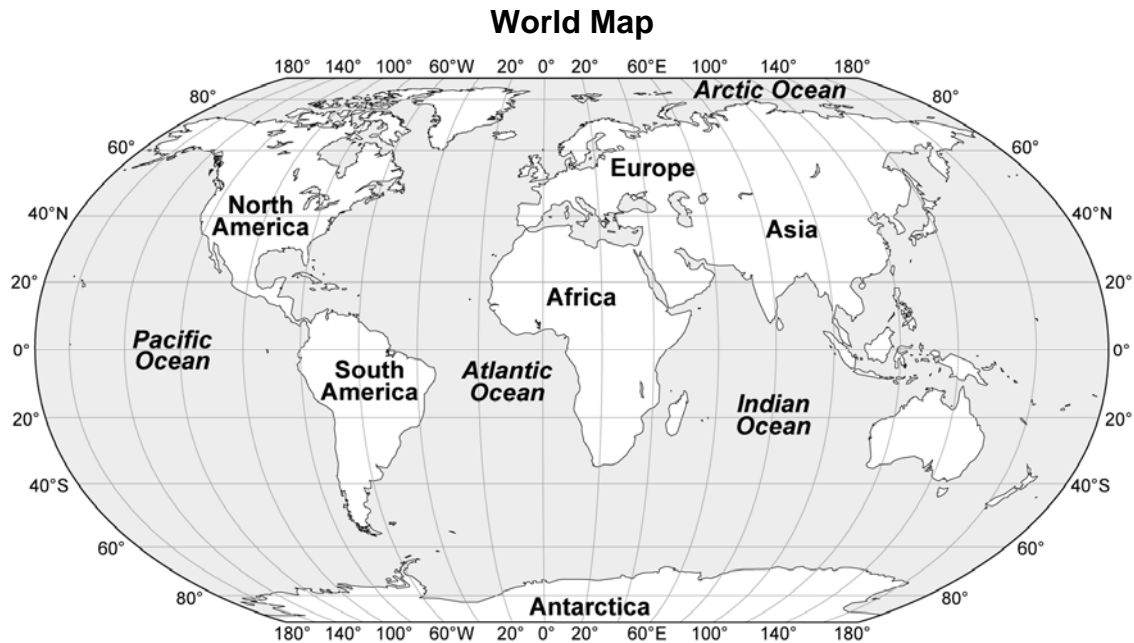 World Map
180° 140° 100° 60°W 20° 0° 20° 60°E 100° 140° 180°
Arctic Ocean
80° 80°
60° 60°
Europe
North
America
40°N 40°N
Asia
20° 20°
Africa
Pacific
Ocean
0° 0°
South
America
Atlantic
Ocean
Indian
Ocean
20° 20°
40°S 40°S
60° 60°
80° 80°
Antarctica
180° 140° 100° 60°W 20° 0° 20° 60°E 100° 140° 180°